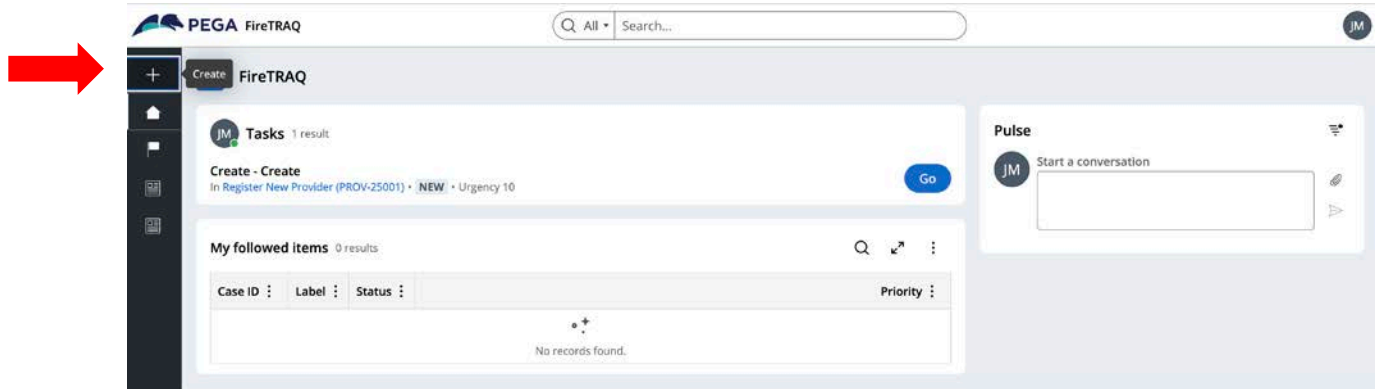 PEGA FireTRAQ
All
Search...
JM
Create
FireTRAQ
JM
Tasks 1 result
Create - Create
In Register New Provider (PROV-25001) • NEW • Urgency 10
Go
My followed items 0 results
Case ID
Label
Status
Priority
No records found.
Pulse
JM
Start a conversation